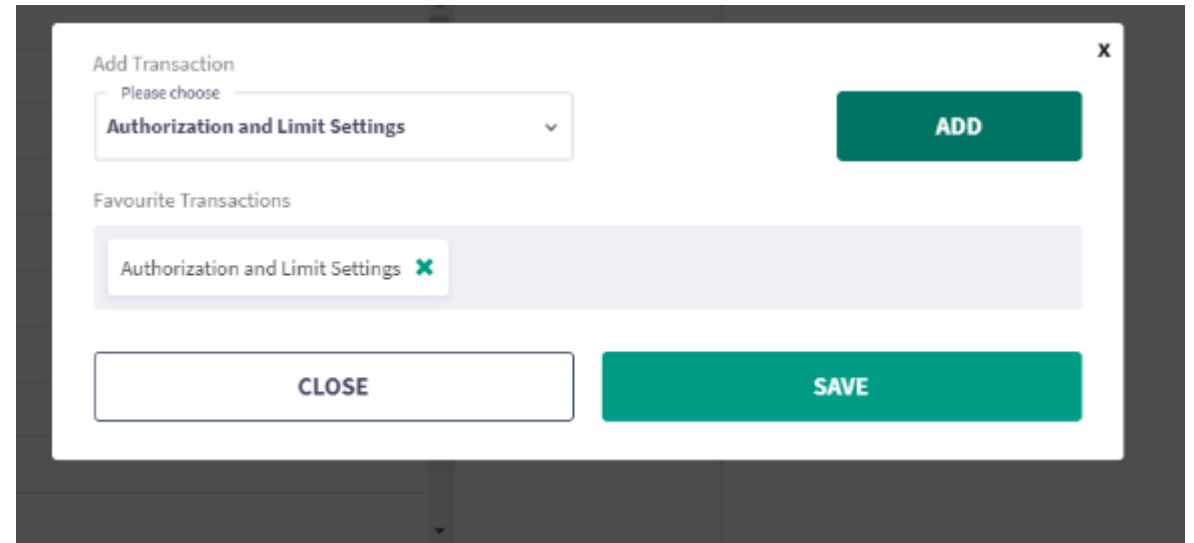 X
Add Transaction
Please choose
Authorization and Limit Settings
ADD
Favourite Transactions
Authorization and Limit Settings ✖
CLOSE
SAVE